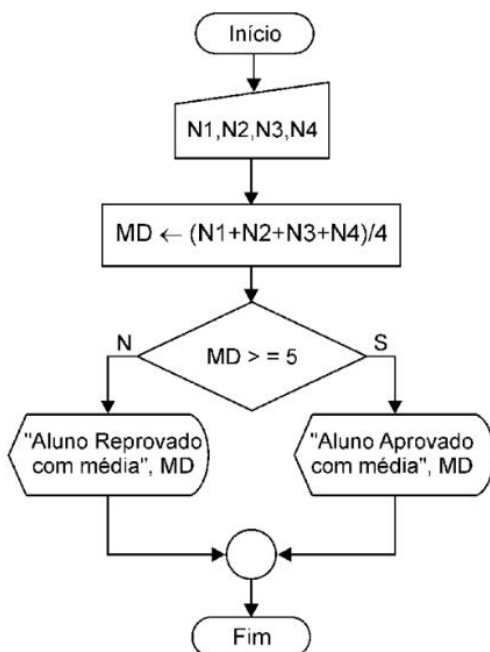 Início
N1,N2,N3,N4
MD ← (N1+N2+N3+N4)/4
N
MD > = 5
S
"Aluno Reprovado
com média", MD
"Aluno Aprovado
com média", MD
Fim